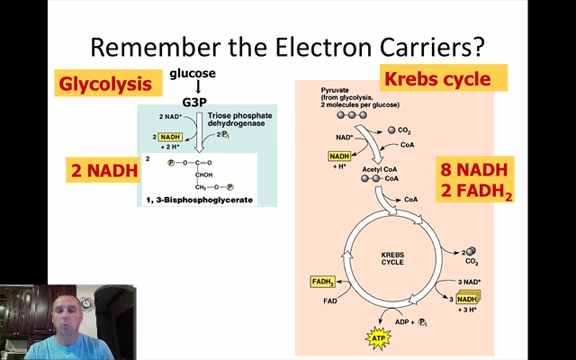 Remember the Electron Carriers?
Glycolysis
glucose
G3P
2 NAD⁺
Triose phosphate
dehydrogenase
2 NADH
+ 2 H⁺
2 Pᵢ
2 NADH
2
P—O—C—O
CHOH
CH₂—O—P
1, 3-Bisphosphoglycerate
Krebs cycle
Pyruvate
(from glycolysis,
2 molecules per glucose)
CO₂
NAD⁺
CoA
NADH
+ H⁺
Acetyl CoA
CoA
CoA
8 NADH
2 FADH₂
KREBS
CYCLE
2
CO₂
FADH₂
FAD
3 NAD⁺
3 NADH
+ 3 H⁺
ADP + Pᵢ
ATP